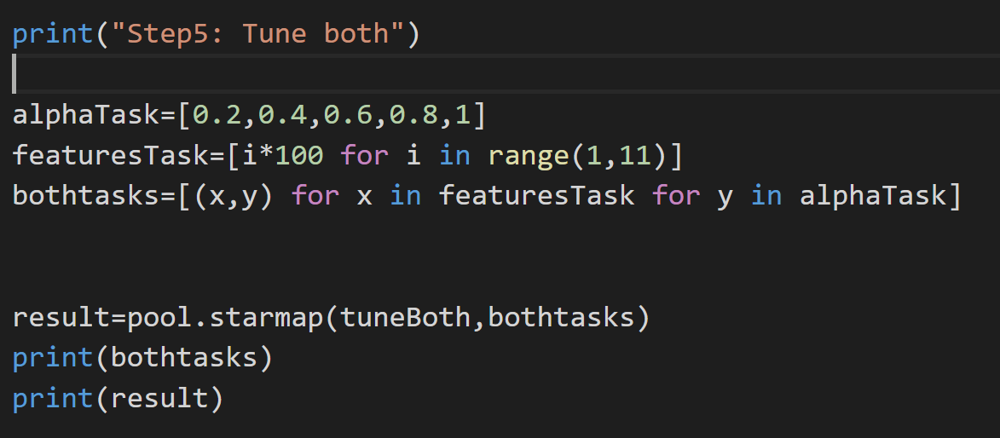 print("Step5: Tune both")
alphaTask=[0.2,0.4,0.6,0.8,1]
featuresTask=[i*100 for i in range(1,11)]
bothtasks=[(x,y) for x in featuresTask for y in alphaTask]
result=pool.starmap(tuneBoth,bothtasks)
print(bothtasks)
print(result)